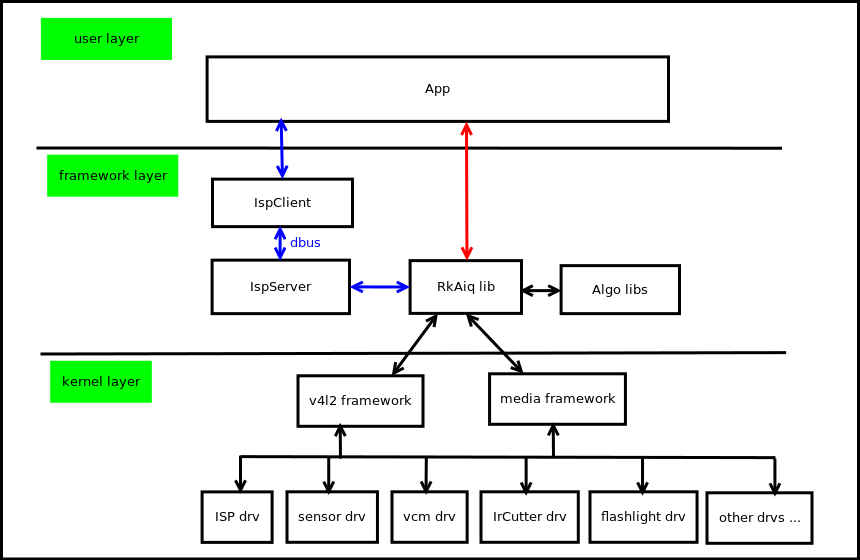 user layer
App
framework layer
IspClient
dbus
IspServer
RkAiq lib
Algo libs
kernel layer
v4l2 framework
media framework
ISP drv
sensor drv
vcm drv
IrCutter drv
flashlight drv
other drvs ...